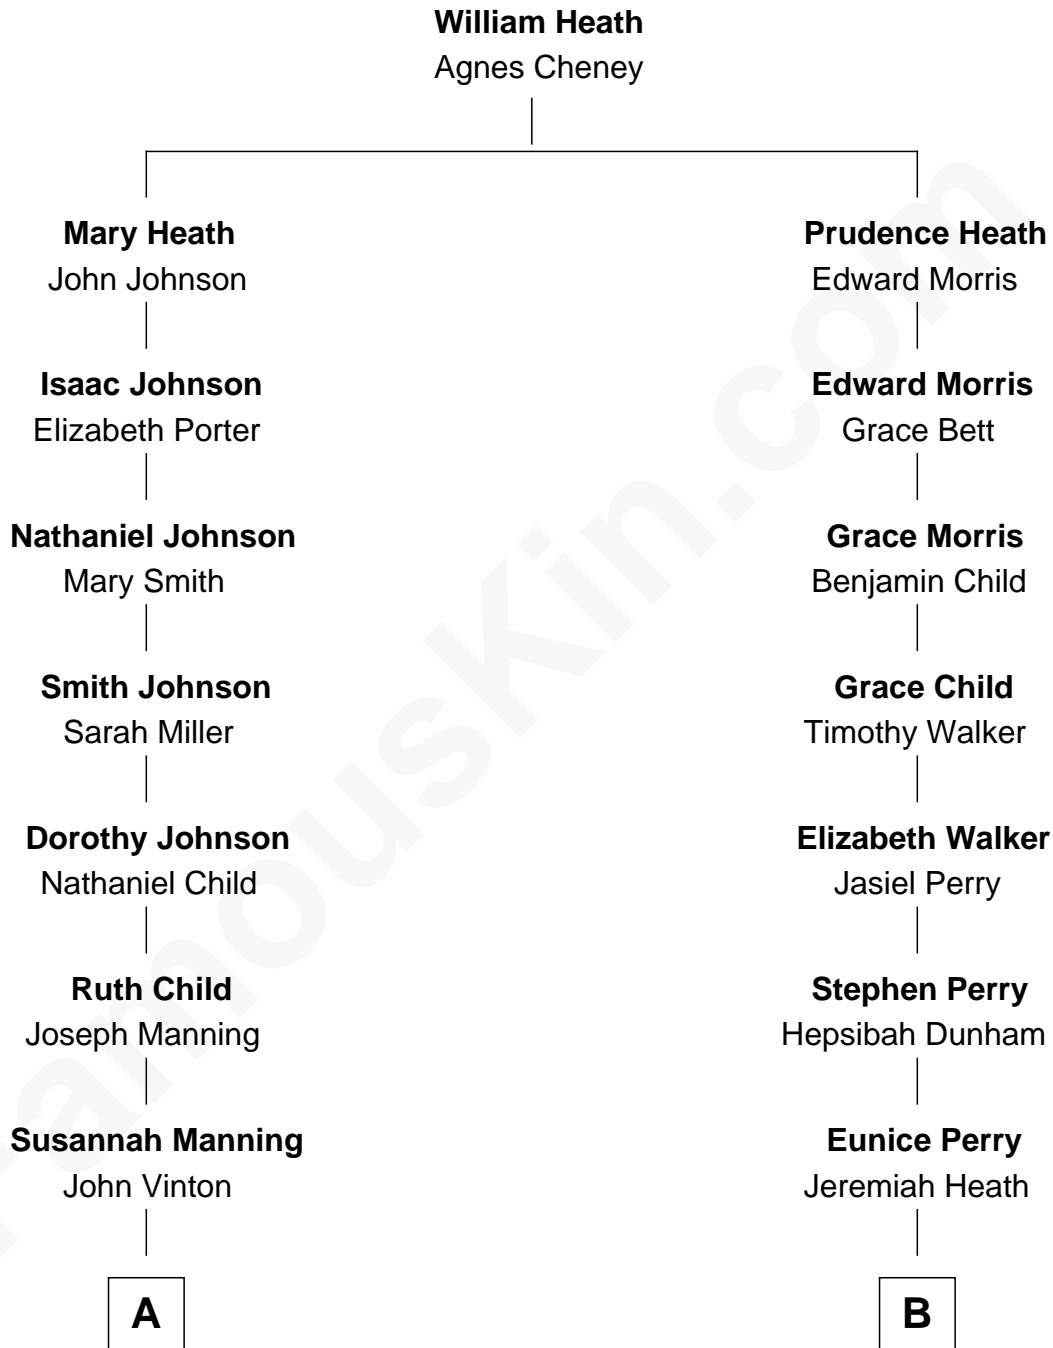 William Heath
Agnes Cheney
Mary Heath
John Johnson
Prudence Heath
Edward Morris
Isaac Johnson
Elizabeth Porter
Edward Morris
Grace Bett
Nathaniel Johnson
Mary Smith
Grace Morris
Benjamin Child
Smith Johnson
Sarah Miller
Grace Child
Timothy Walker
Dorothy Johnson
Nathaniel Child
Elizabeth Walker
Jasiel Perry
Ruth Child
Joseph Manning
Stephen Perry
Hepsibah Dunham
Susannah Manning
John Vinton
Eunice Perry
Jeremiah Heath
A
B
FamousKin.com